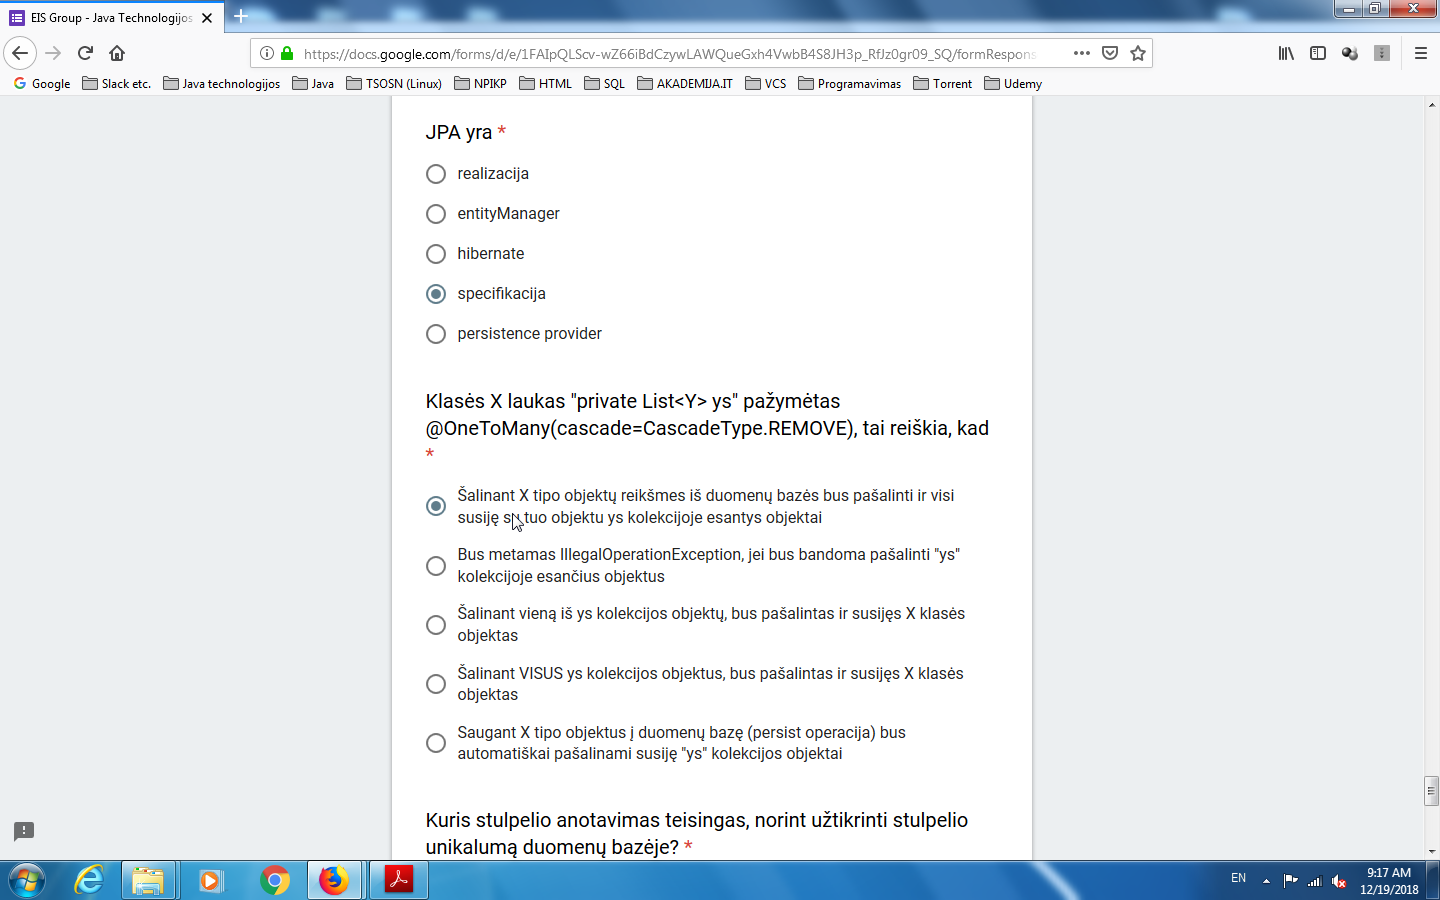 EIS Group - Java Technologijos
https://docs.google.com/forms/d/e/1FAIpQLScv-wZ66iBdCzywLAWQueGxh4VwbB4S8JH3p_RfJz0gr09_SQ/formRespons
Google Slack etc. Java technologijos Java TSOSN (Linux) NPIKP HTML SQL AKADEMIJA.IT VCS Programavimas Torrent Udemy
JPA yra *
realizacija
entityManager
hibernate
specifikacija
persistence provider
Klasės X laukas "private List<Y> ys" pažymėtas
@OneToMany(cascade=CascadeType.REMOVE), tai reiškia, kad
*
Šalinant X tipo objektų reikšmes iš duomenų bazės bus pašalinti ir visi
susiję su tuo objektu ys kolekcijoje esantys objektai
Bus metamas IllegalOperationException, jei bus bandoma pašalinti "ys"
kolekcijoje esančius objektus
Šalinant vieną iš ys kolekcijos objektų, bus pašalintas ir susijęs X klasės
objektas
Šalinant VISUS ys kolekcijos objektus, bus pašalintas ir susijęs X klasės
objektas
Saugant X tipo objektus į duomenų bazę (persist operacija) bus
automatiškai pašalinami susiję "ys" kolekcijos objektai
Kuris stulpelio anotavimas teisingas, norint užtikrinti stulpelio
unikalumą duomenų bazėje? *
EN
9:17 AM
12/19/2018